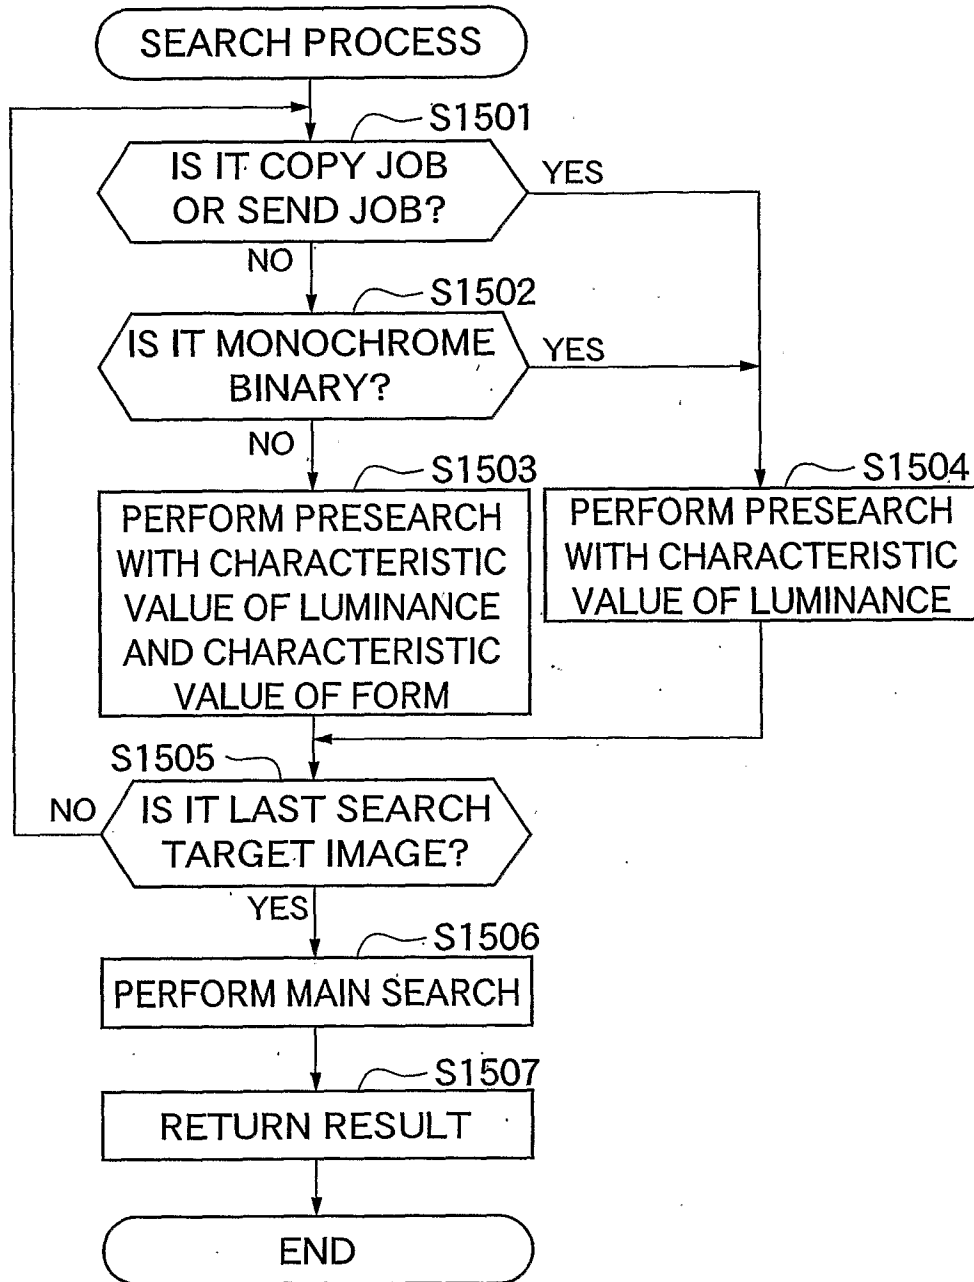 SEARCH PROCESS
S1501
IS IT COPY JOB
OR SEND JOB?
YES
NO
S1502
IS IT MONOCHROME
BINARY?
YES
NO
S1503
PERFORM PRESEARCH
WITH CHARACTERISTIC
VALUE OF LUMINANCE
AND CHARACTERISTIC
VALUE OF FORM
S1504
PERFORM PRESEARCH
WITH CHARACTERISTIC
VALUE OF LUMINANCE
S1505
IS IT LAST SEARCH
TARGET IMAGE?
NO
YES
S1506
PERFORM MAIN SEARCH
S1507
RETURN RESULT
END